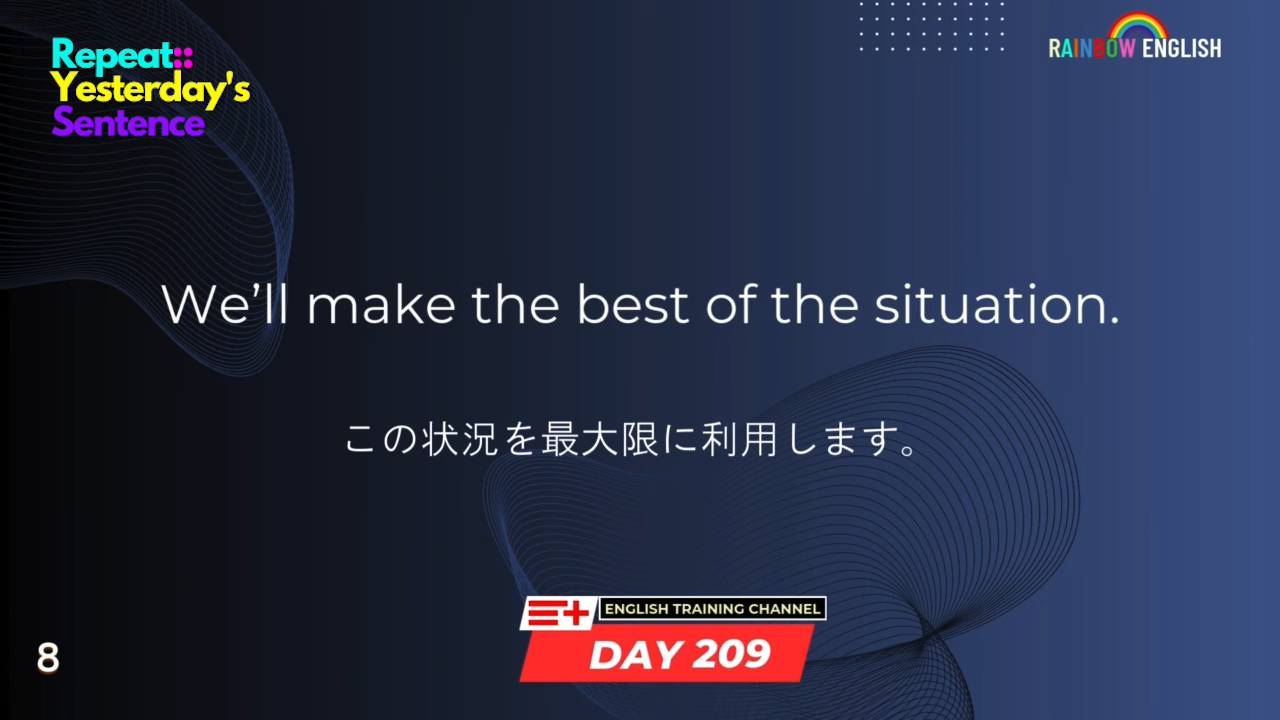 Repeat::
Yesterday's
Sentence
RAINBOW ENGLISH
We’ll make the best of the situation.
この状況を最大限に利用します。
E+ ENGLISH TRAINING CHANNEL
DAY 209
8